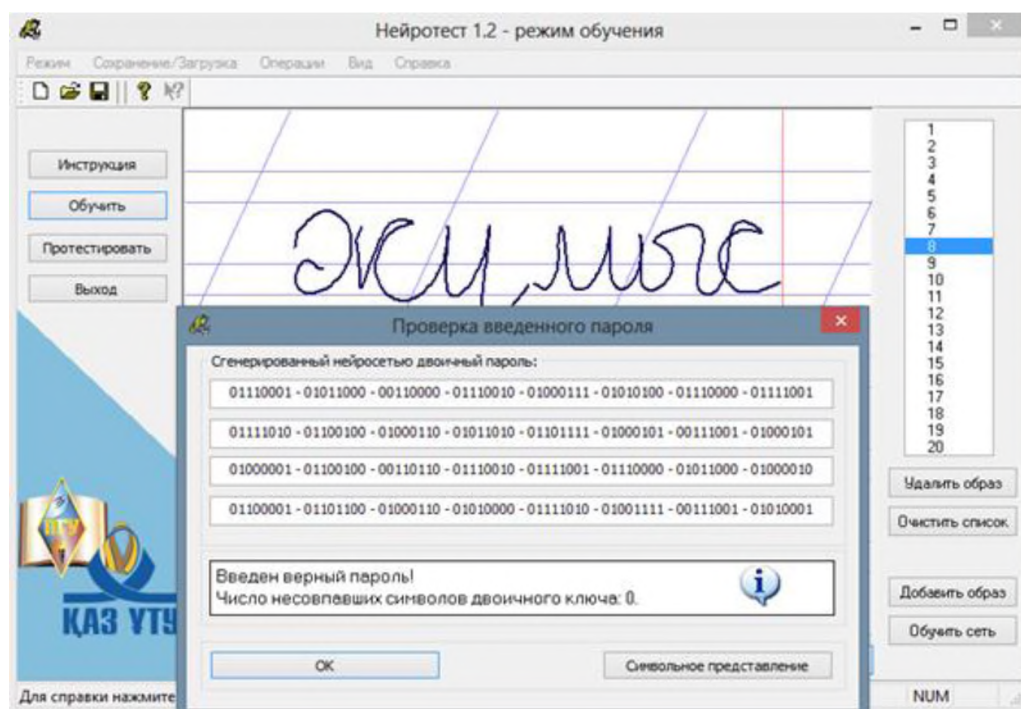 Нейротест 1.2 - режим обучения
Режим Сохранение/Загрузка Операции Вид Справка
Инструкция
Обучить
Протестировать
Выход
1
2
3
4
5
6
7
8
9
10
11
12
13
14
15
16
17
18
19
20
Удалить образ
Очистить список
Добавить образ
Обучить сеть
Проверка введенного пароля
Сгенерированный нейросетью двоичный пароль:
01110001 - 01011000 - 00110000 - 01110010 - 01000111 - 01010100 - 01110000 - 01111001
01111010 - 01100100 - 01000110 - 01011010 - 01101111 - 01000101 - 00111001 - 01000101
01000001 - 01100100 - 00110110 - 01110010 - 01111001 - 01110000 - 01011000 - 01000010
01100001 - 01101100 - 01000110 - 01010000 - 01111010 - 01001111 - 00111001 - 01010001
Введен верный пароль!
Число несовпавших символов двоичного ключа: 0.
OK
Символьное представление
ПГУ
ҚАЗ ҰТЗ
Для справки нажмите
NUM